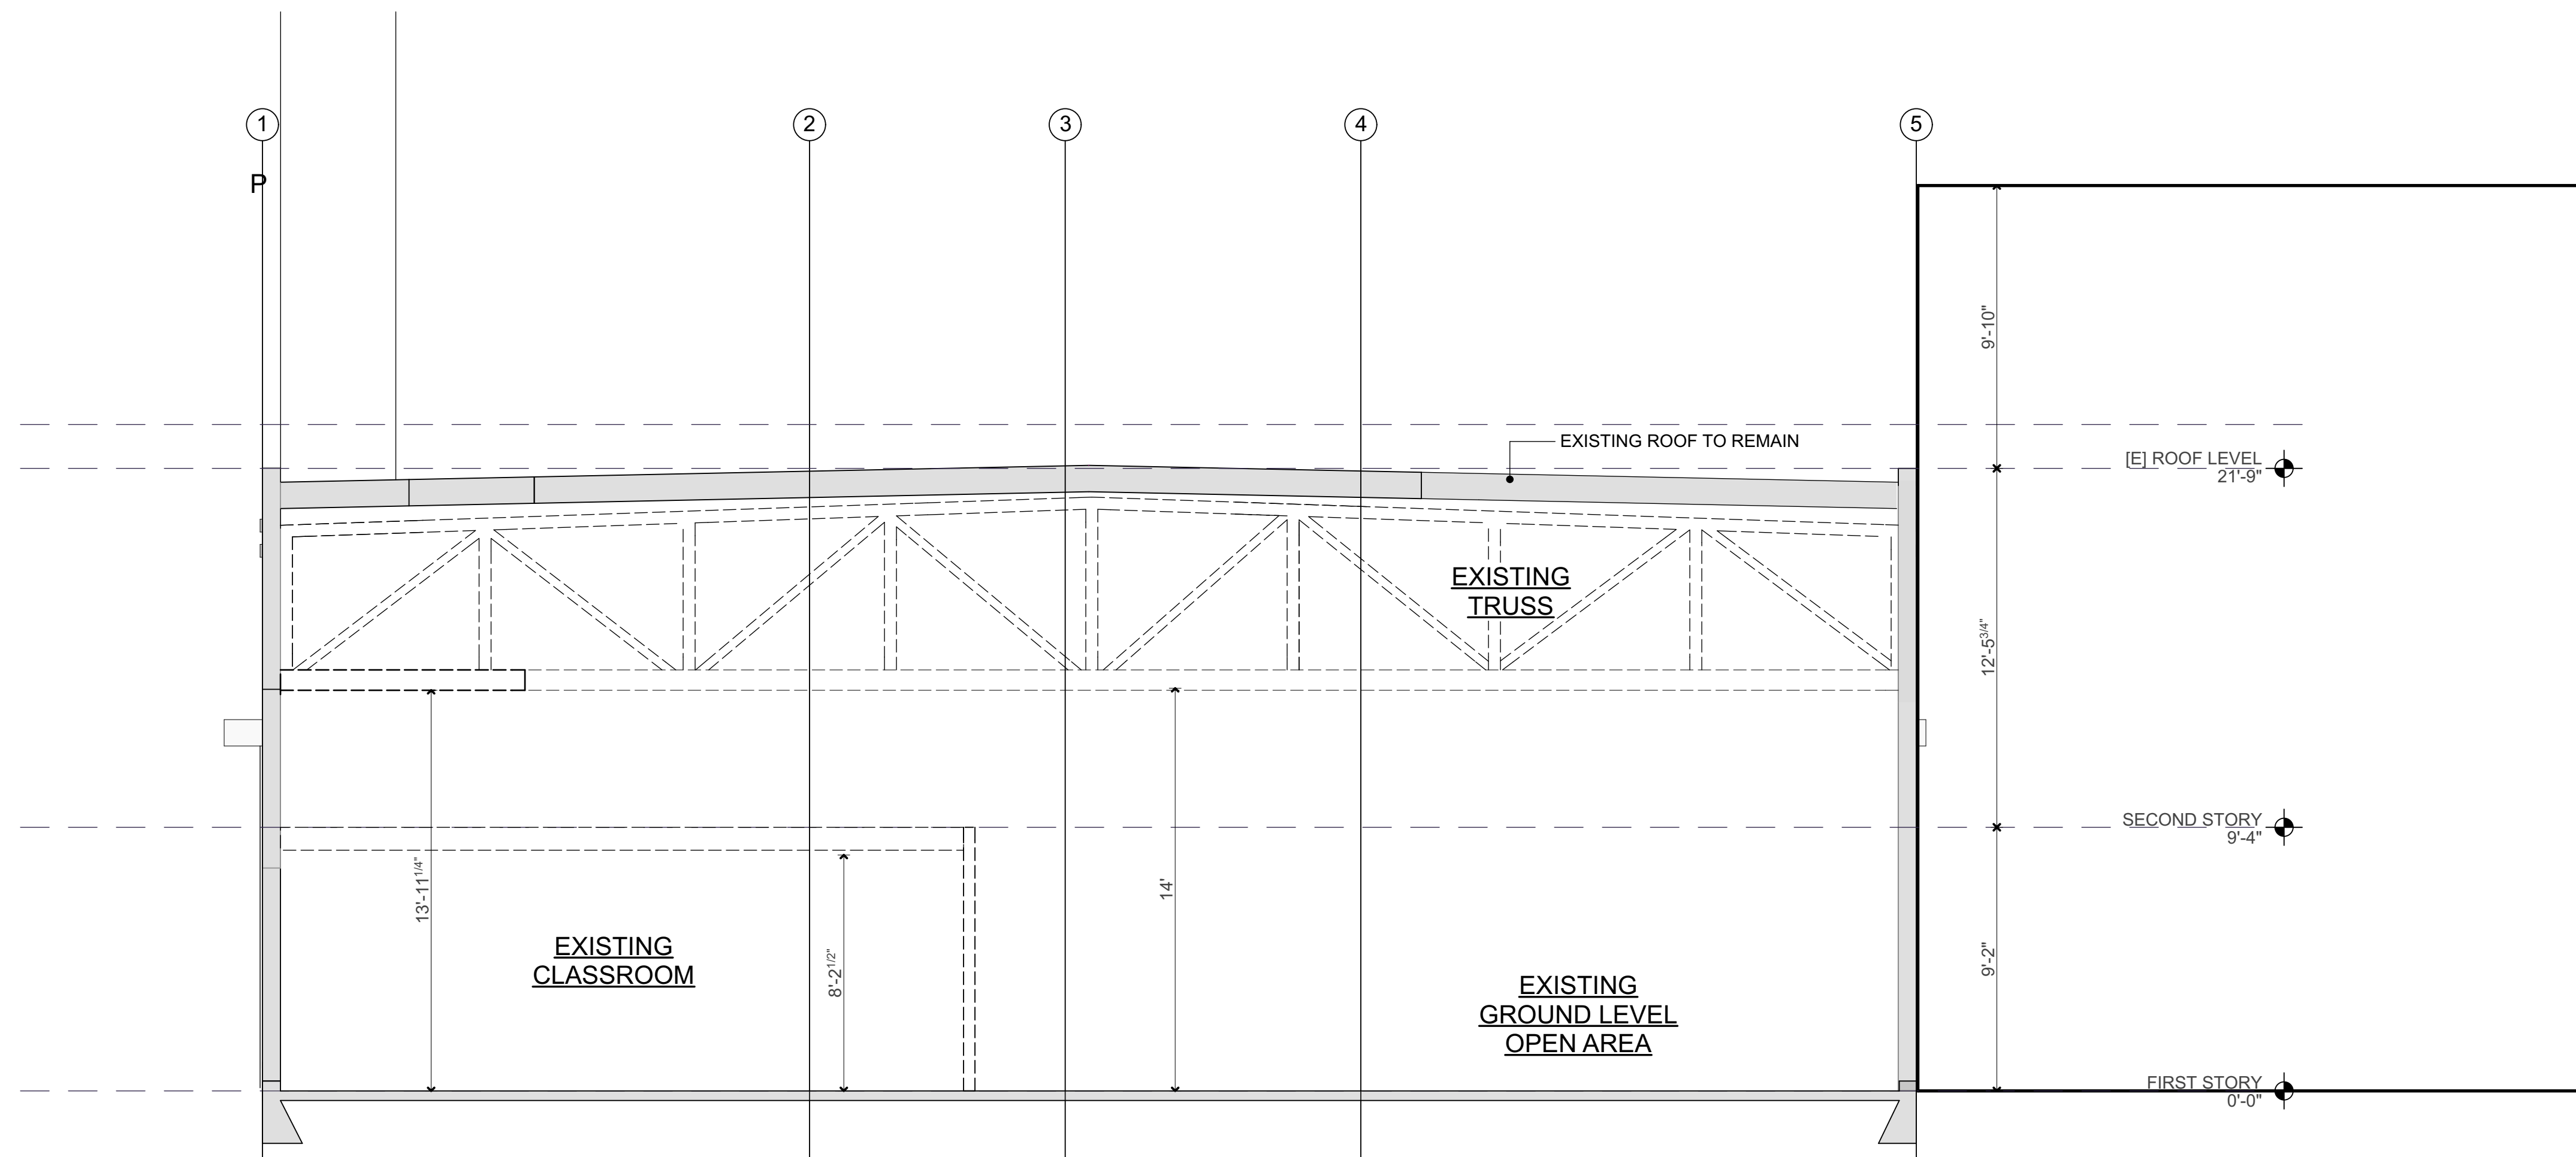 1
2
3
4
5
P
9'-10"
EXISTING ROOF TO REMAIN
[E] ROOF LEVEL
21'-9"
EXISTING
TRUSS
12'-5 3/4"
SECOND STORY
9'-4"
13'-11 1/4"
14'
8'-2 1/2"
9'-2"
EXISTING
CLASSROOM
EXISTING
GROUND LEVEL
OPEN AREA
FIRST STORY
0'-0"